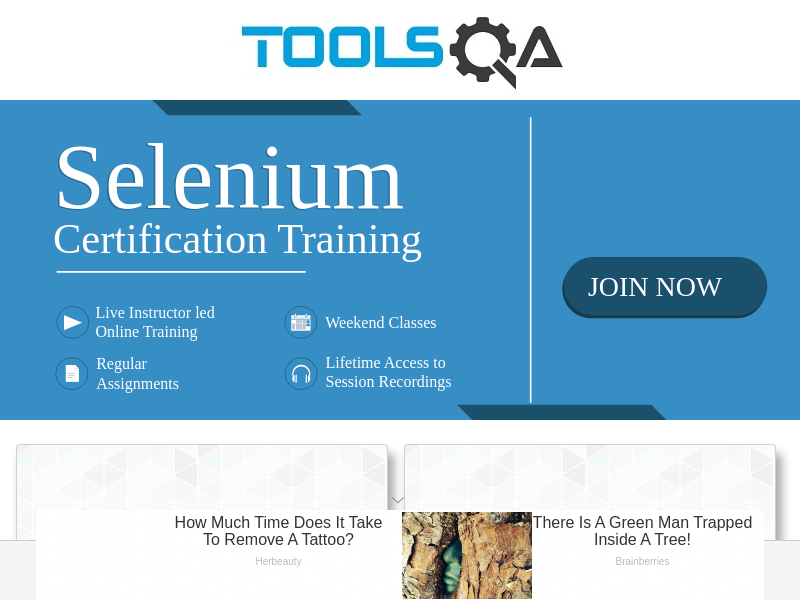 TOOLSQA
Selenium
Certification Training
Live Instructor led
Online Training
Weekend Classes
Regular
Assignments
Lifetime Access to
Session Recordings
JOIN NOW
How Much Time Does It Take
To Remove A Tattoo?
Herbeauty
There Is A Green Man Trapped
Inside A Tree!
Brainberries